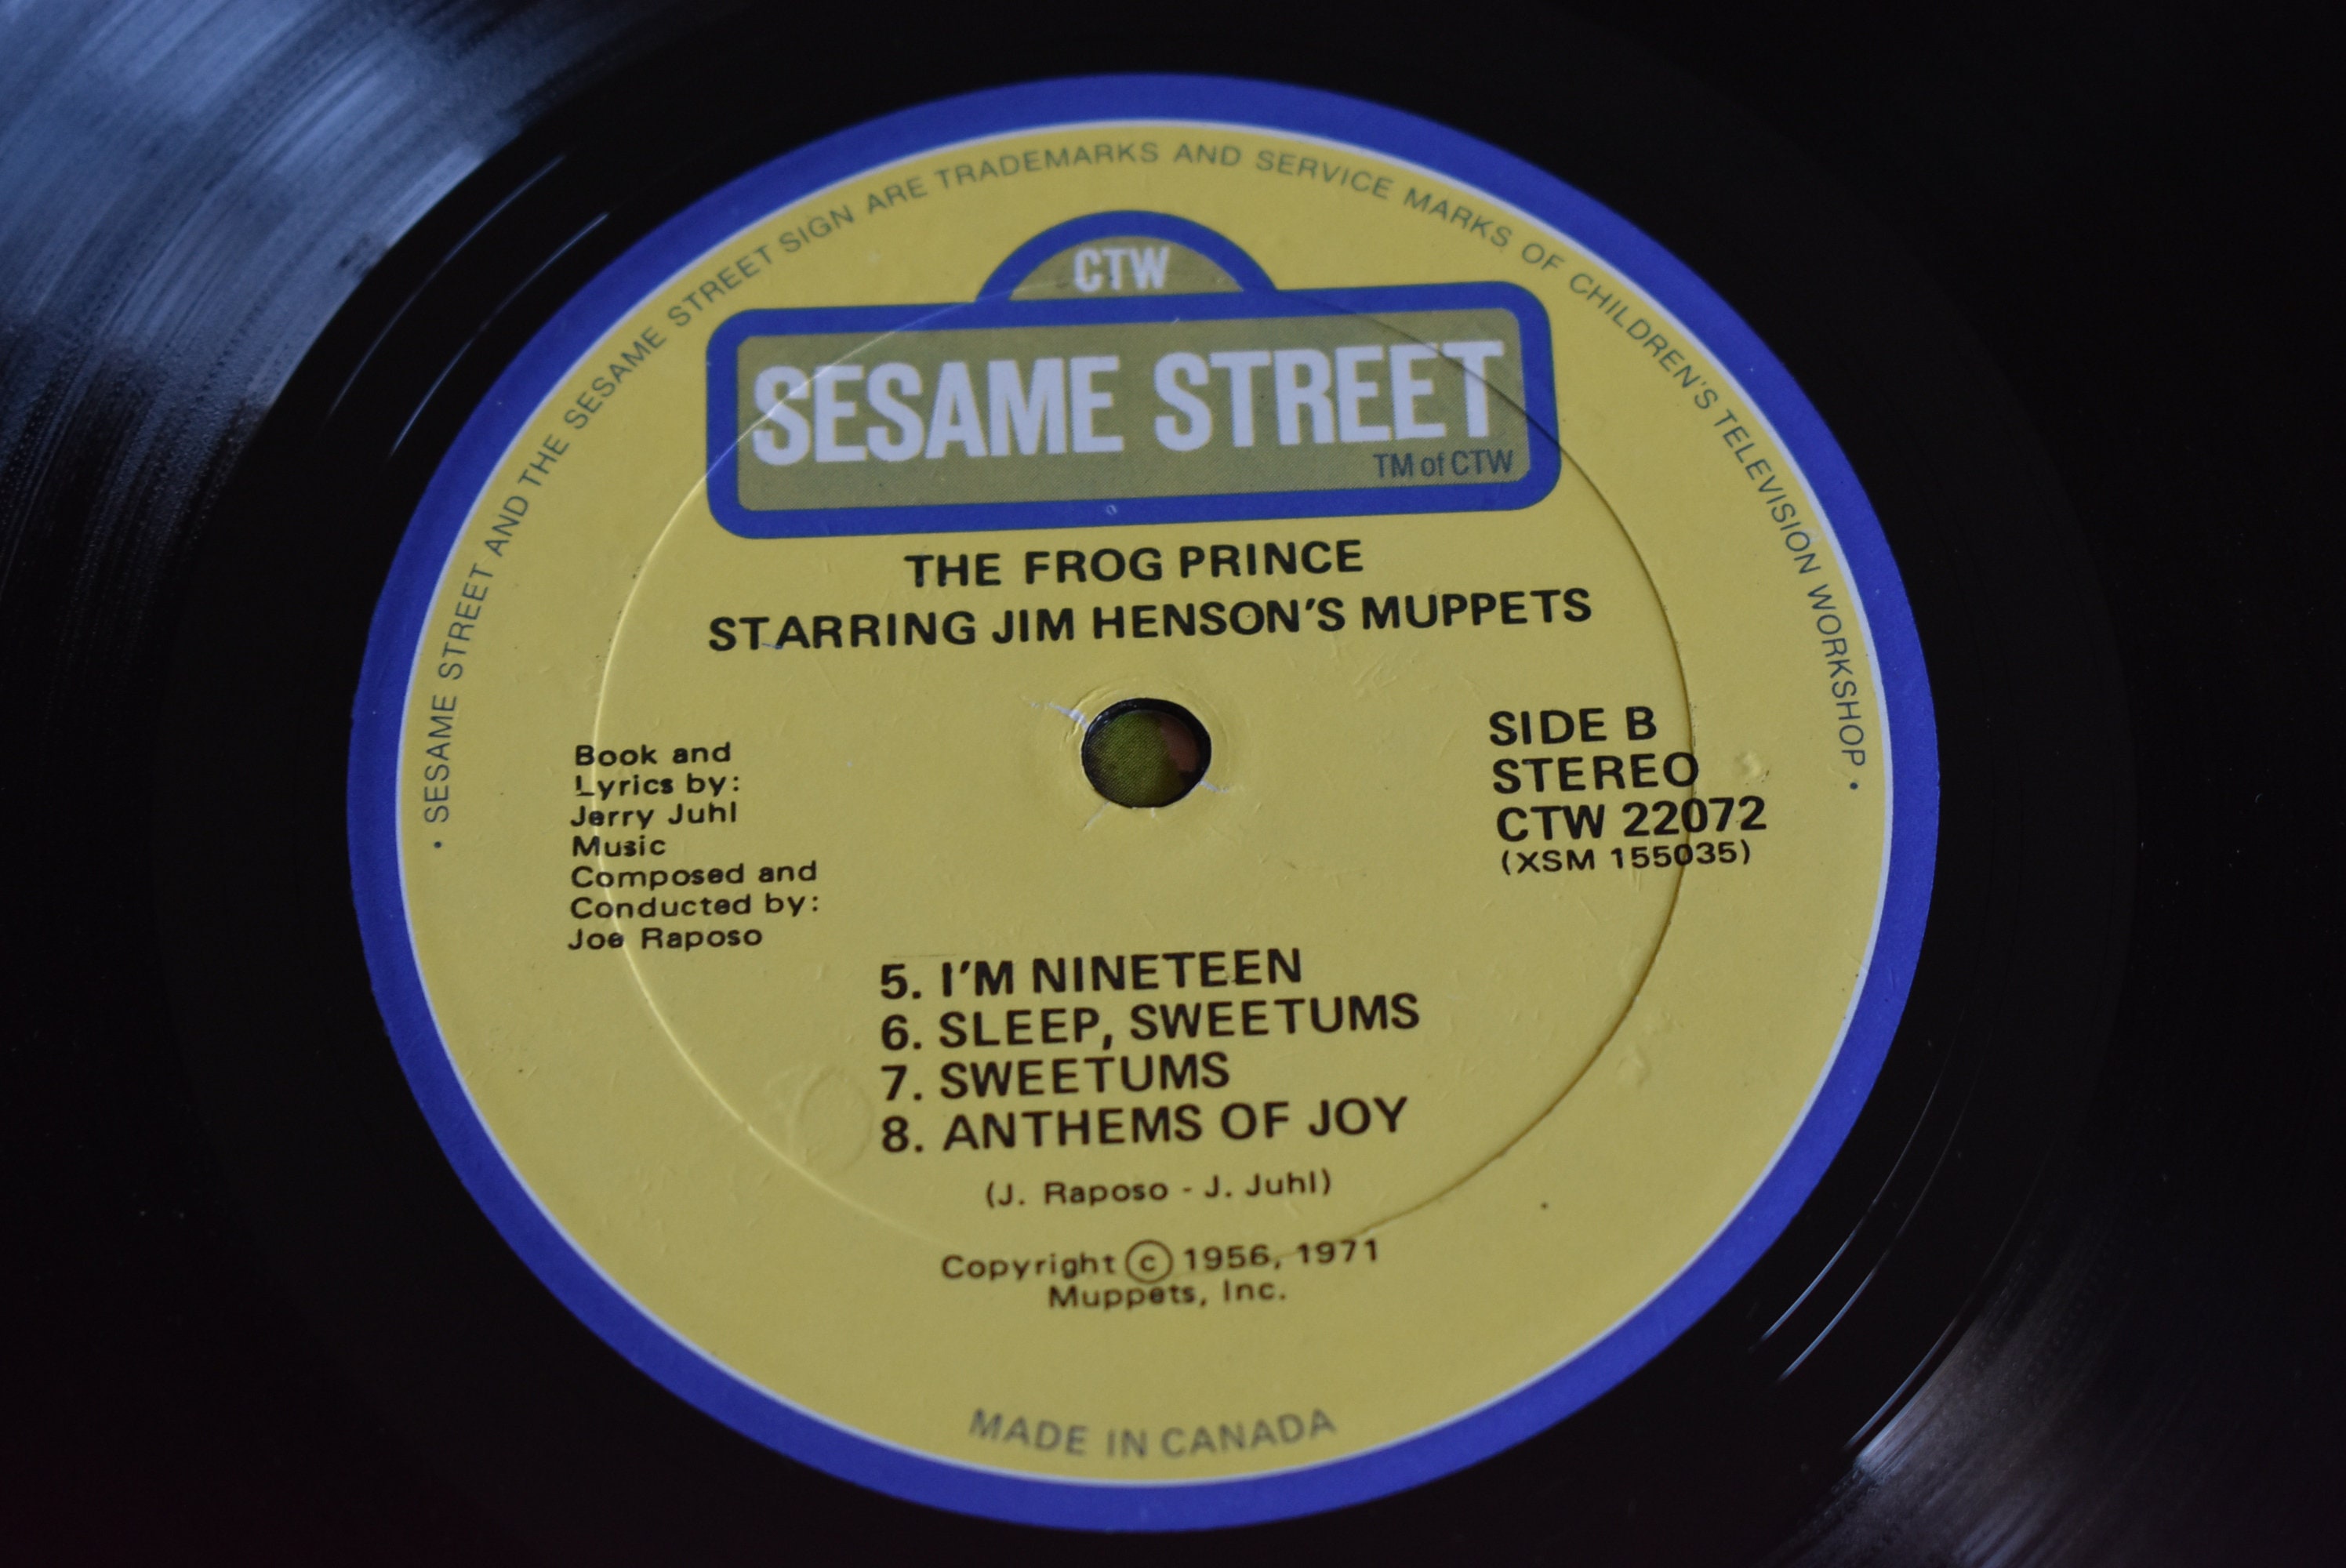 • SESAME STREET AND THE SESAME STREET SIGN ARE TRADEMARKS AND SERVICE MARKS OF CHILDREN'S TELEVISION WORKSHOP •
CTW
SESAME STREET
TM of CTW
THE FROG PRINCE
STARRING JIM HENSON'S MUPPETS
Book and
Lyrics by:
Jerry Juhl
Music
Composed and
Conducted by:
Joe Raposo
SIDE B
STEREO
CTW 22072
(XSM 155035)
5. I'M NINETEEN
6. SLEEP, SWEETUMS
7. SWEETUMS
8. ANTHEMS OF JOY
(J. Raposo - J. Juhl)
Copyright © 1956, 1971
Muppets, Inc.
MADE IN CANADA